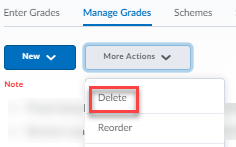 Enter Grades Manage Grades Schemes
New More Actions
Note
Delete
Reorder